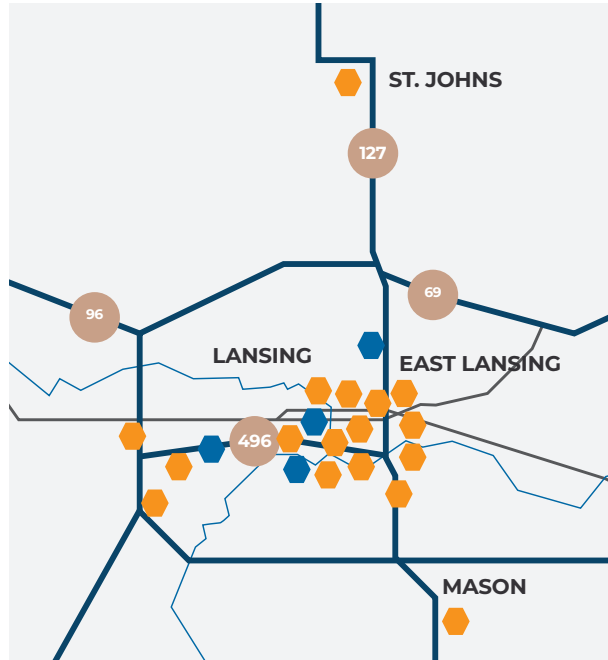 ST. JOHNS
127
69
96
LANSING
EAST LANSING
496
MASON